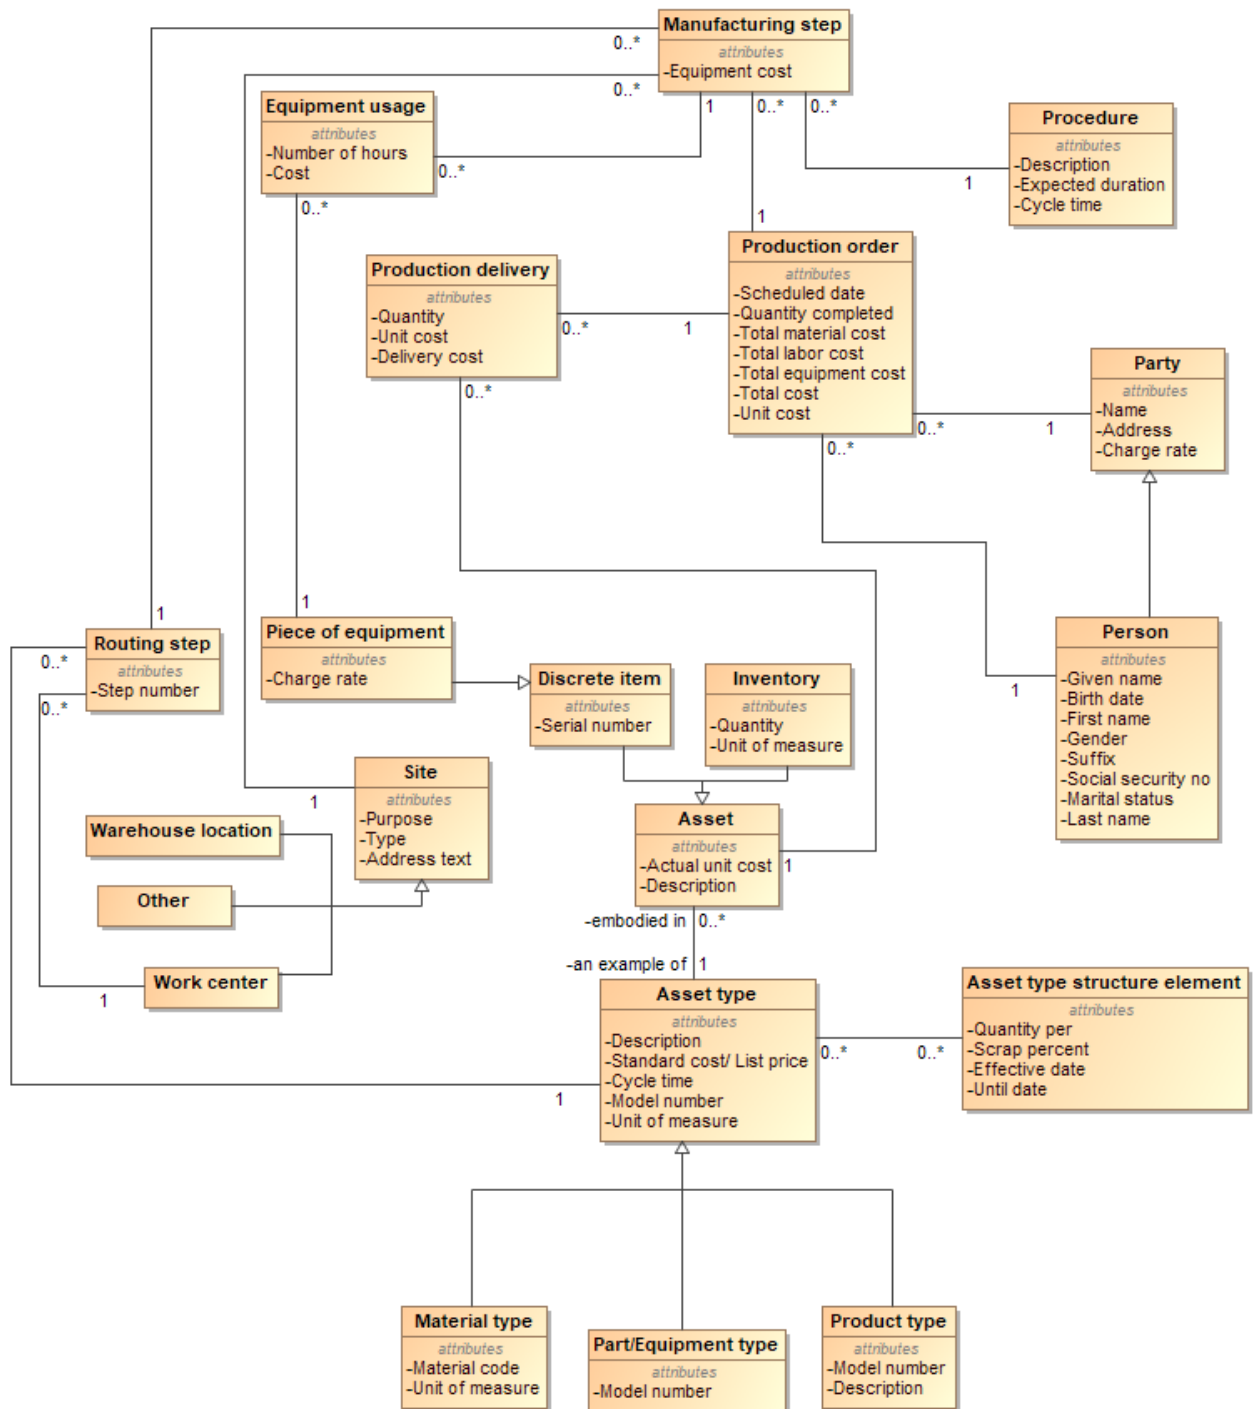 Manufacturing step
attributes
-Equipment cost
0..*
0..*
1
0..*
0..*
Equipment usage
attributes
-Number of hours
-Cost
0..*
0..*
Procedure
attributes
-Description
-Expected duration
-Cycle time
1
1
Production order
attributes
-Scheduled date
-Quantity completed
-Total material cost
-Total labor cost
-Total equipment cost
-Total cost
-Unit cost
Production delivery
attributes
-Quantity
-Unit cost
-Delivery cost
0..*
1
0..*
Party
attributes
-Name
-Address
-Charge rate
0..*
1
0..*
1
1
Routing step
attributes
-Step number
0..*
0..*
Piece of equipment
attributes
-Charge rate
Discrete item
attributes
-Serial number
Inventory
attributes
-Quantity
-Unit of measure
Person
attributes
-Given name
-Birth date
-First name
-Gender
-Suffix
-Social security no
-Marital status
-Last name
1
Site
attributes
-Purpose
-Type
-Address text
1
Warehouse location
Other
Work center
1
Asset
attributes
-Actual unit cost
-Description
1
-embodied in
0..*
-an example of
1
Asset type
attributes
-Description
-Standard cost/ List price
-Cycle time
-Model number
-Unit of measure
1
0..*
0..*
Asset type structure element
attributes
-Quantity per
-Scrap percent
-Effective date
-Until date
Material type
attributes
-Material code
-Unit of measure
Part/Equipment type
attributes
-Model number
Product type
attributes
-Model number
-Description